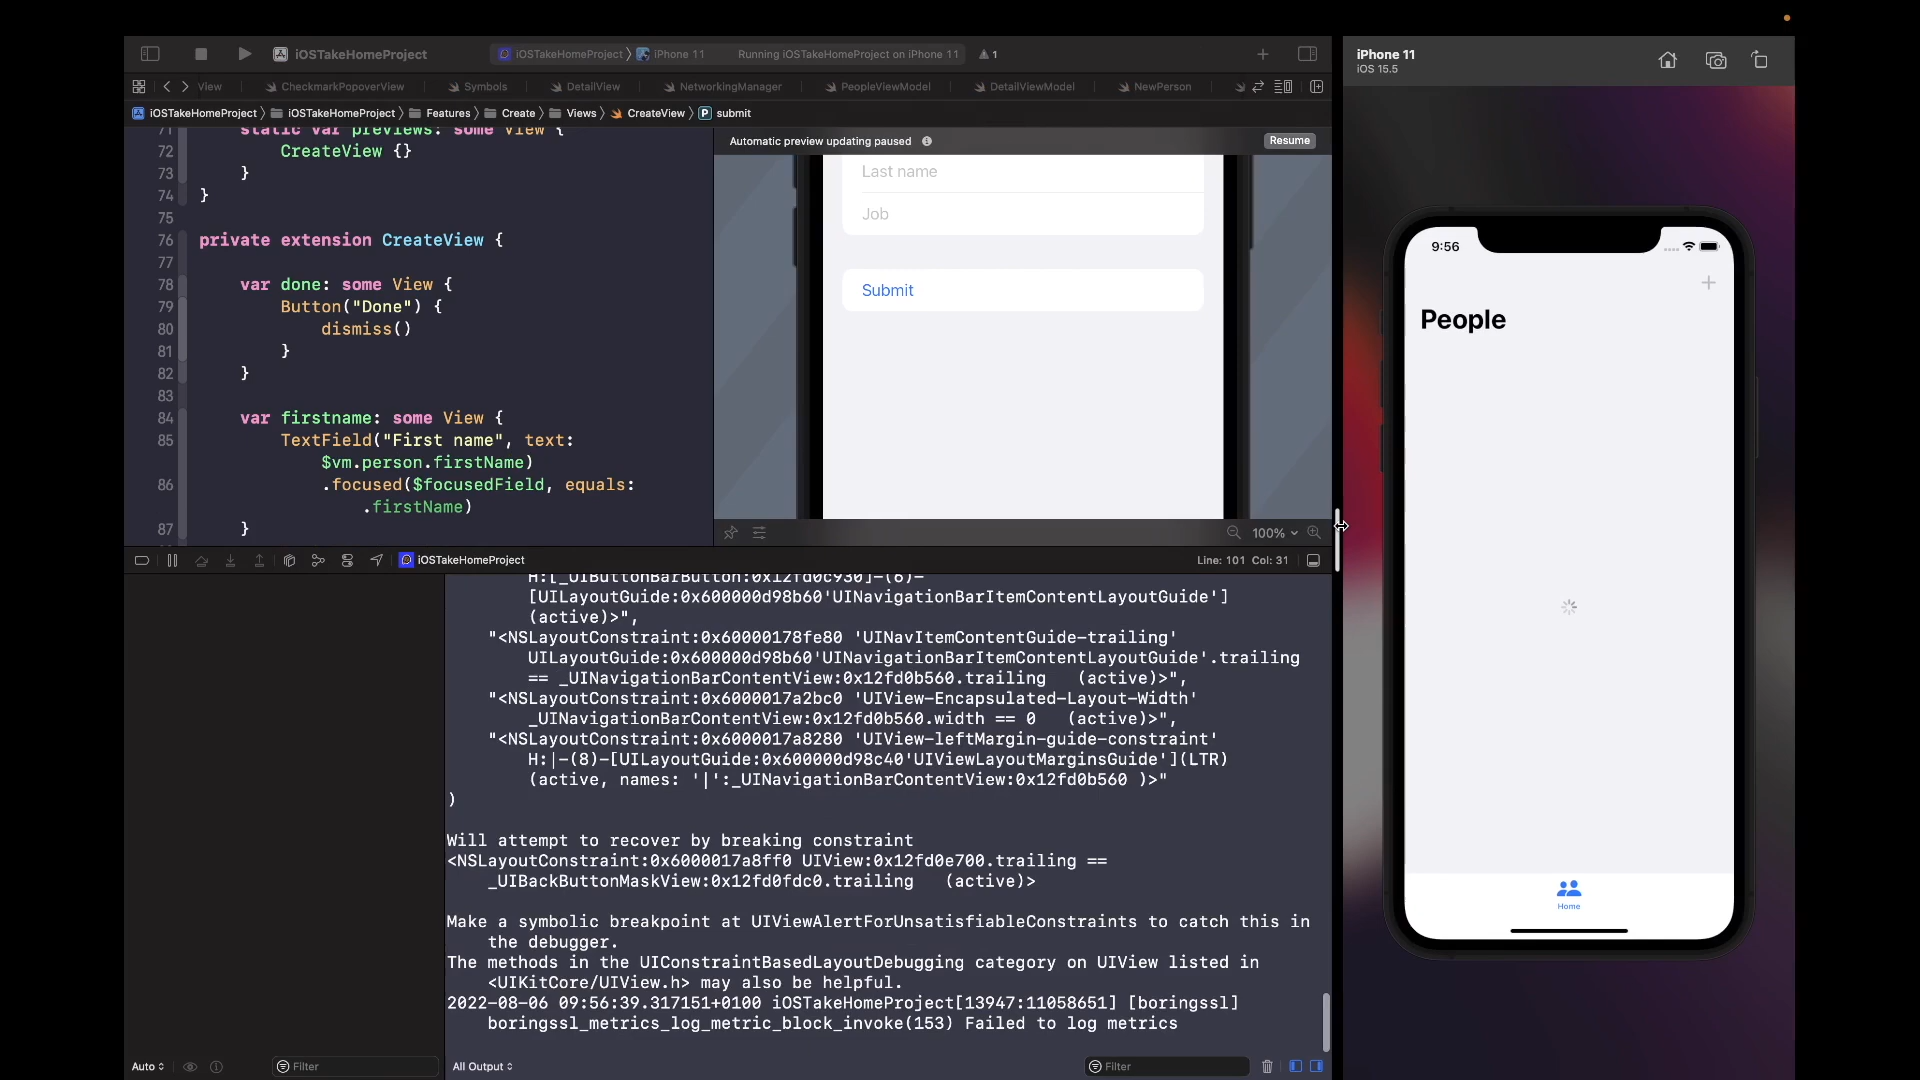 iOSTakeHomeProject
iOSTakeHomeProject 〉 iPhone 11
Running iOSTakeHomeProject on iPhone 11
1
View
CheckmarkPopoverView
Symbols
DetailView
NetworkingManager
PeopleViewModel
DetailViewModel
NewPerson
iOSTakeHomeProject 〉 iOSTakeHomeProject 〉 Features 〉 Create 〉 Views 〉 CreateView 〉 P submit
71 static var previews: some View {
72 CreateView {}
73 }
74 }
75
76 private extension CreateView {
77
78 var done: some View {
79 Button("Done") {
80 dismiss()
81 }
82 }
83
84 var firstname: some View {
85 TextField("First name", text:
$vm.person.firstName)
86 .focused($focusedField, equals:
.firstName)
87 }
Automatic preview updating paused
Resume
Last name
Job
Submit
100%
iOSTakeHomeProject
Line: 101 Col: 31
H:[_UIButtonBarButton:0x12fd0c930]-(6)-
[UILayoutGuide:0x600000d98b60'UINavigationBarItemContentLayoutGuide']
(active)>",
"<NSLayoutConstraint:0x60000178fe80 'UINavItemContentGuide-trailing'
UILayoutGuide:0x600000d98b60'UINavigationBarItemContentLayoutGuide'.trailing
== _UINavigationBarContentView:0x12fd0b560.trailing (active)>",
"<NSLayoutConstraint:0x6000017a2bc0 'UIView-Encapsulated-Layout-Width'
_UINavigationBarContentView:0x12fd0b560.width == 0 (active)>",
"<NSLayoutConstraint:0x6000017a8280 'UIView-leftMargin-guide-constraint'
H:|-(8)-[UILayoutGuide:0x600000d98c40'UIViewLayoutMarginsGuide'](LTR)
(active, names: '|':_UINavigationBarContentView:0x12fd0b560 )>"
)
Will attempt to recover by breaking constraint
<NSLayoutConstraint:0x6000017a8ff0 UIView:0x12fd0e700.trailing ==
_UIBackButtonMaskView:0x12fd0fdc0.trailing (active)>
Make a symbolic breakpoint at UIViewAlertForUnsatisfiableConstraints to catch this in
the debugger.
The methods in the UIConstraintBasedLayoutDebugging category on UIView listed in
<UIKitCore/UIView.h> may also be helpful.
2022-08-06 09:56:39.317151+0100 iOSTakeHomeProject[13947:11058651] [boringssl]
boringssl_metrics_log_metric_block_invoke(153) Failed to log metrics
Auto
Filter
All Output
Filter
iPhone 11
iOS 15.5
9:56
People
Home